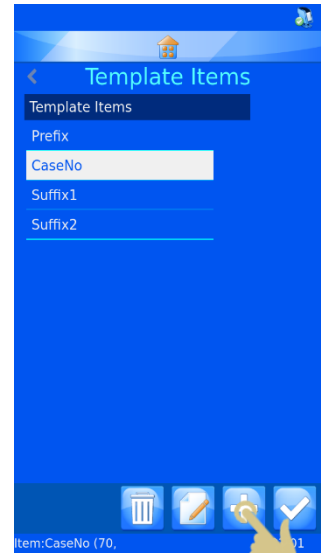 Template Items
Template Items
Prefix
CaseNo
Suffix1
Suffix2
Item:CaseNo (70,